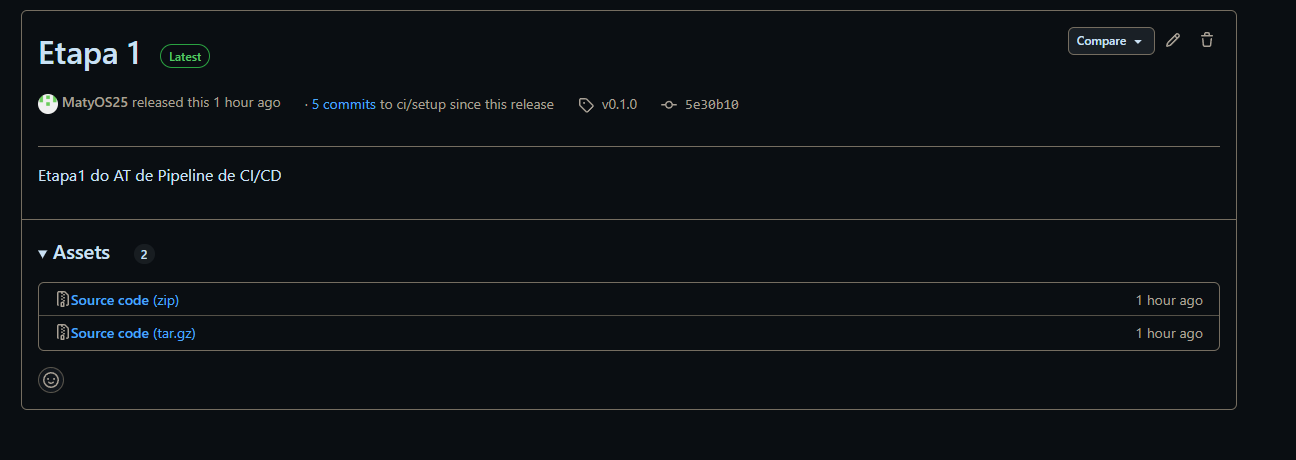 Etapa 1 Latest Compare
MatyOS25 released this 1 hour ago · 5 commits to ci/setup since this release v0.1.0 5e30b10
Etapa1 do AT de Pipeline de CI/CD
Assets 2
Source code (zip) 1 hour ago
Source code (tar.gz) 1 hour ago